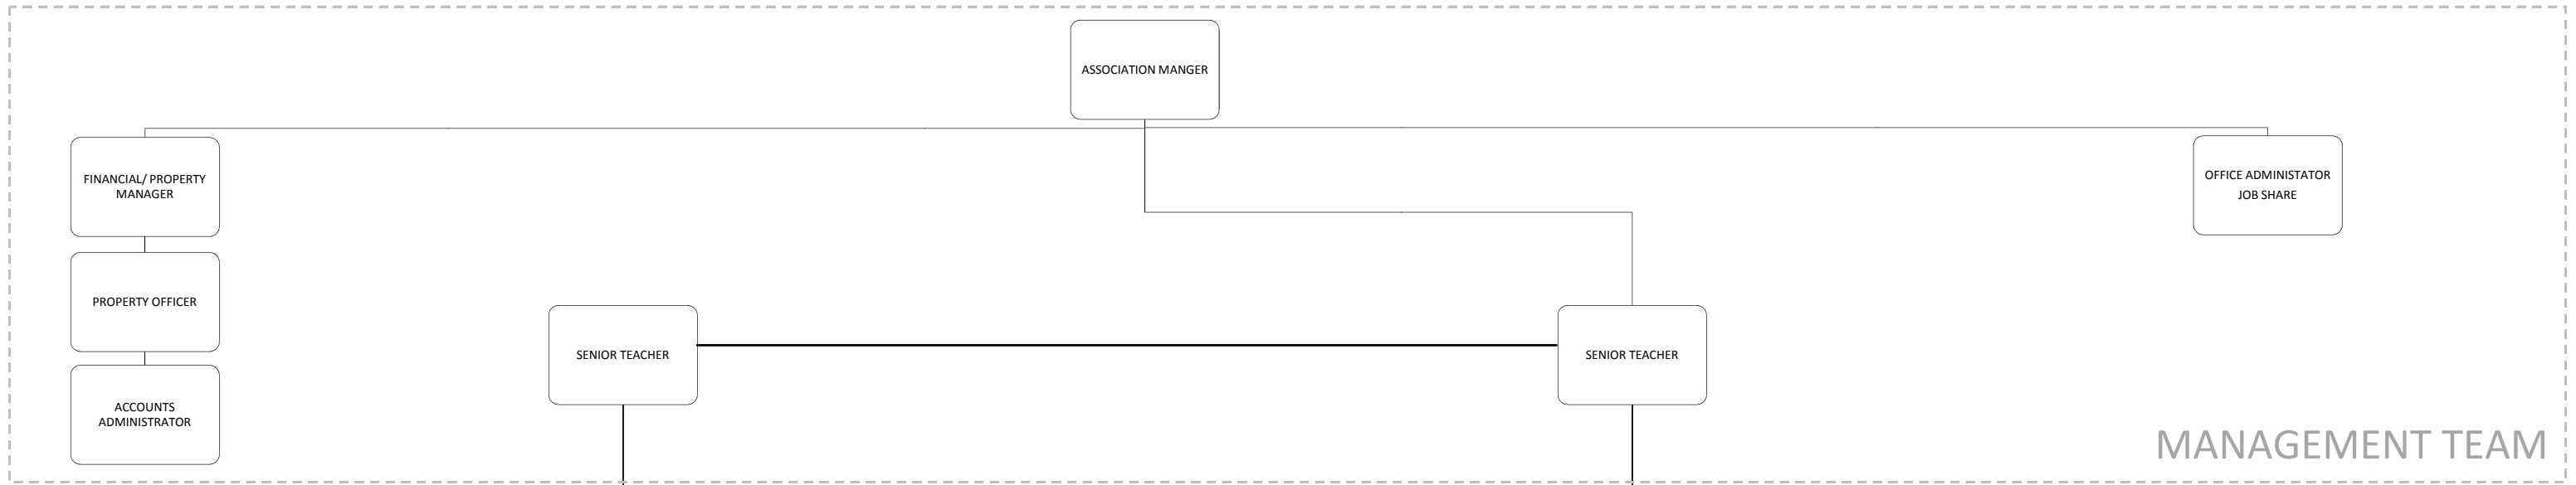 ASSOCIATION MANGER
FINANCIAL/ PROPERTY
MANAGER
OFFICE ADMINISTATOR
JOB SHARE
PROPERTY OFFICER
SENIOR TEACHER
SENIOR TEACHER
ACCOUNTS
ADMINISTRATOR
MANAGEMENT TEAM